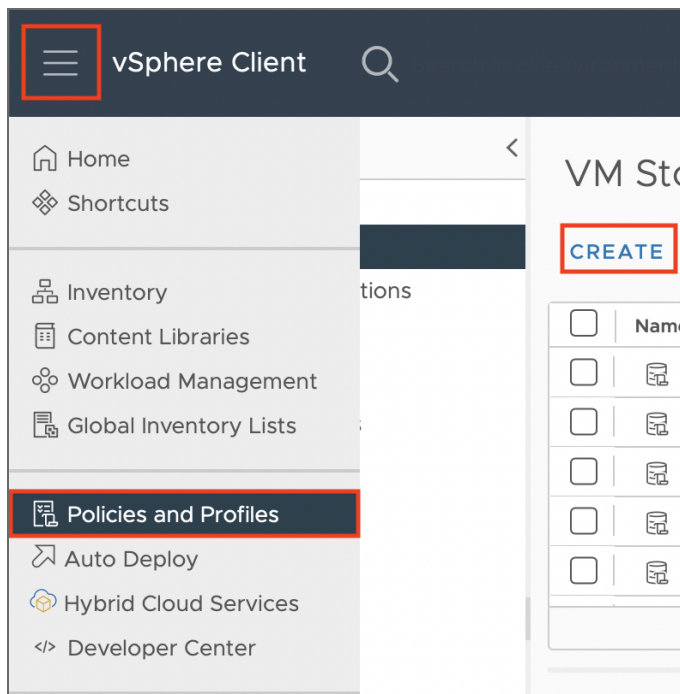 vSphere Client
Home
Shortcuts
Inventory
Content Libraries
Workload Management
Global Inventory Lists
Policies and Profiles
Auto Deploy
Hybrid Cloud Services
</> Developer Center
tions
VM Sto
CREATE
Name